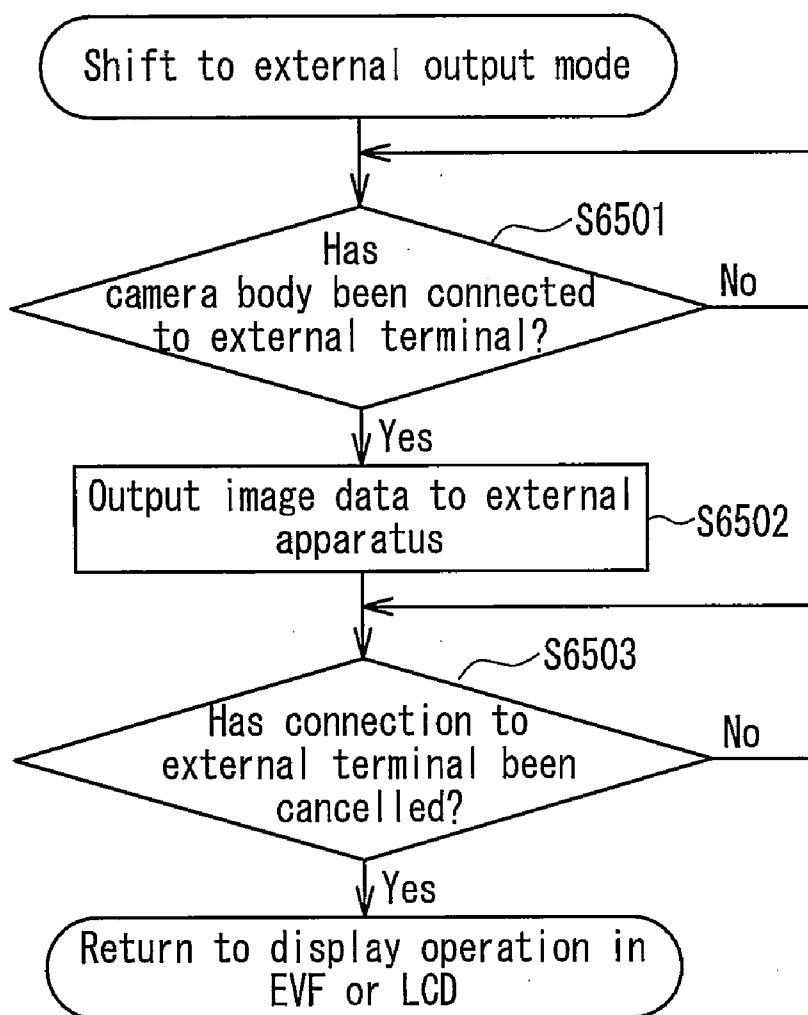 Shift to external output mode
S6501
Has
camera body been connected
to external terminal?
No
Yes
Output image data to external
apparatus
S6502
S6503
Has connection to
external terminal been
cancelled?
No
Yes
Return to display operation in
EVF or LCD